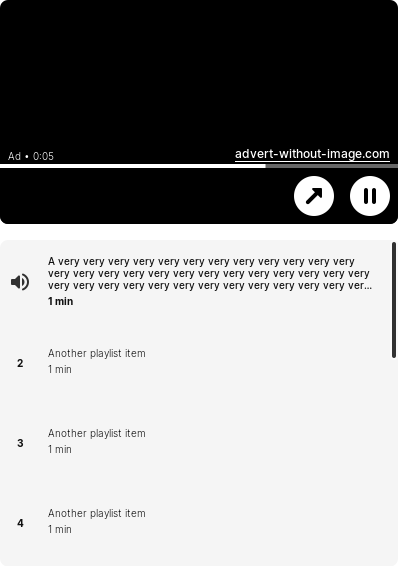 Ad • 0:05
advert-without-image.com
A very very very very very very very very very very very very
very very very very very very very very very very very very very
very very very very very very very very very very very very ver...
1 min
2
Another playlist item
1 min
3
Another playlist item
1 min
4
Another playlist item
1 min